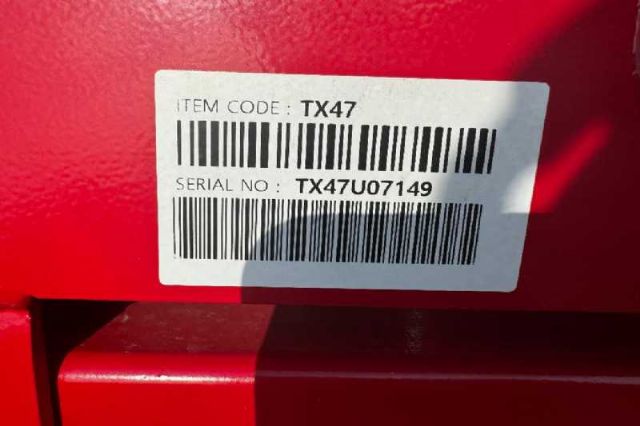 ITEM CODE : TX47
SERIAL NO : TX47U07149